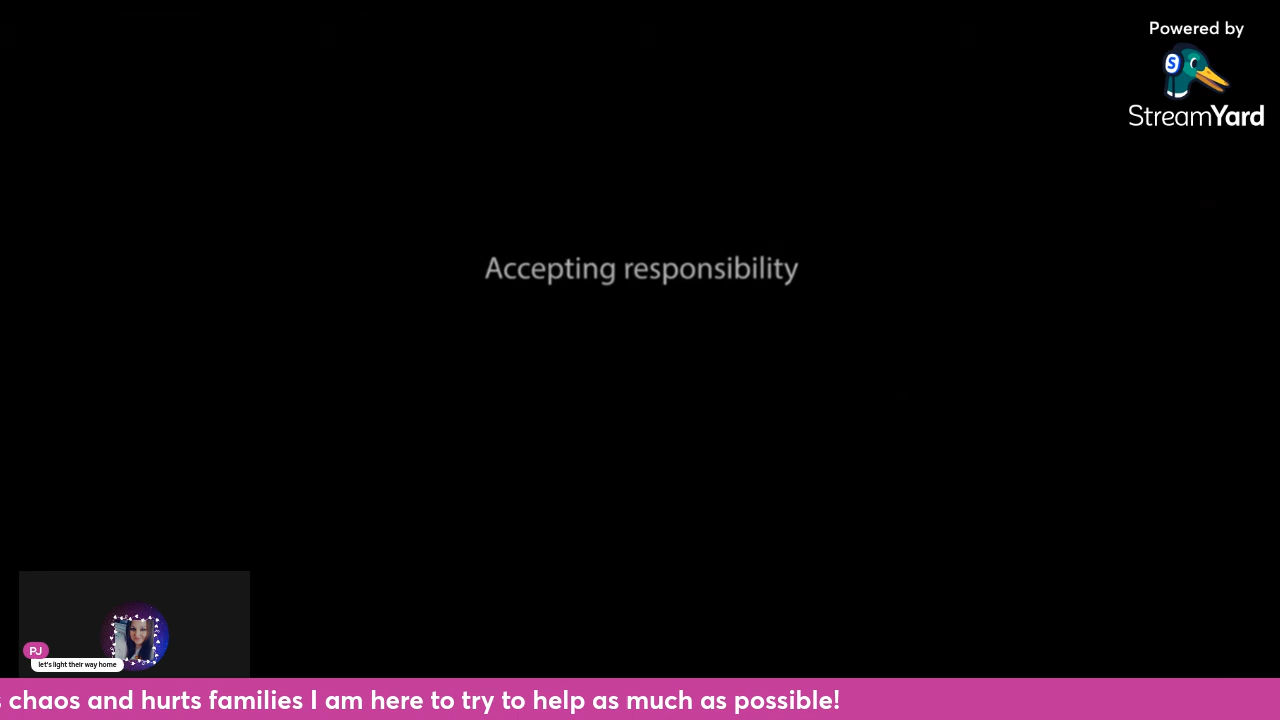 Powered by
S
StreamYard
Accepting responsibility
PJ
let's light their way home
chaos and hurts families I am here to try to help as much as possible!